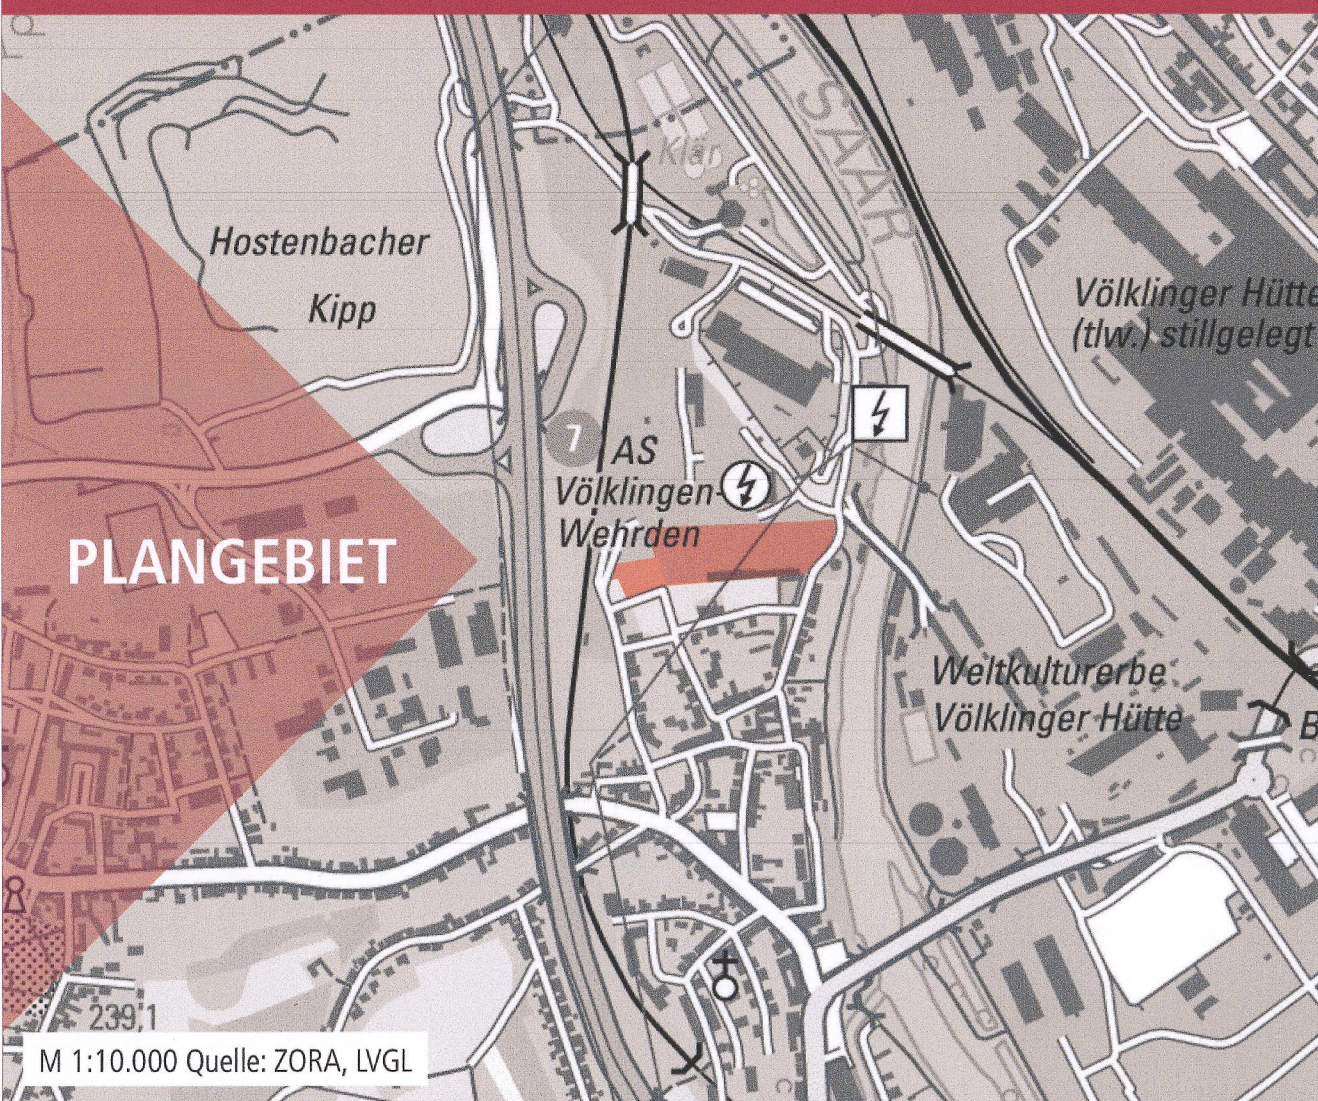 SAAR
Klär
Hostenbacher
Kipp
Völklinger Hütte
(tlw.) stillgelegt
7
AS
Völklingen-
Wehrden
PLANGEBIET
Weltkulturerbe
Völklinger Hütte
B
239,1
M 1:10.000 Quelle: ZORA, LVGL